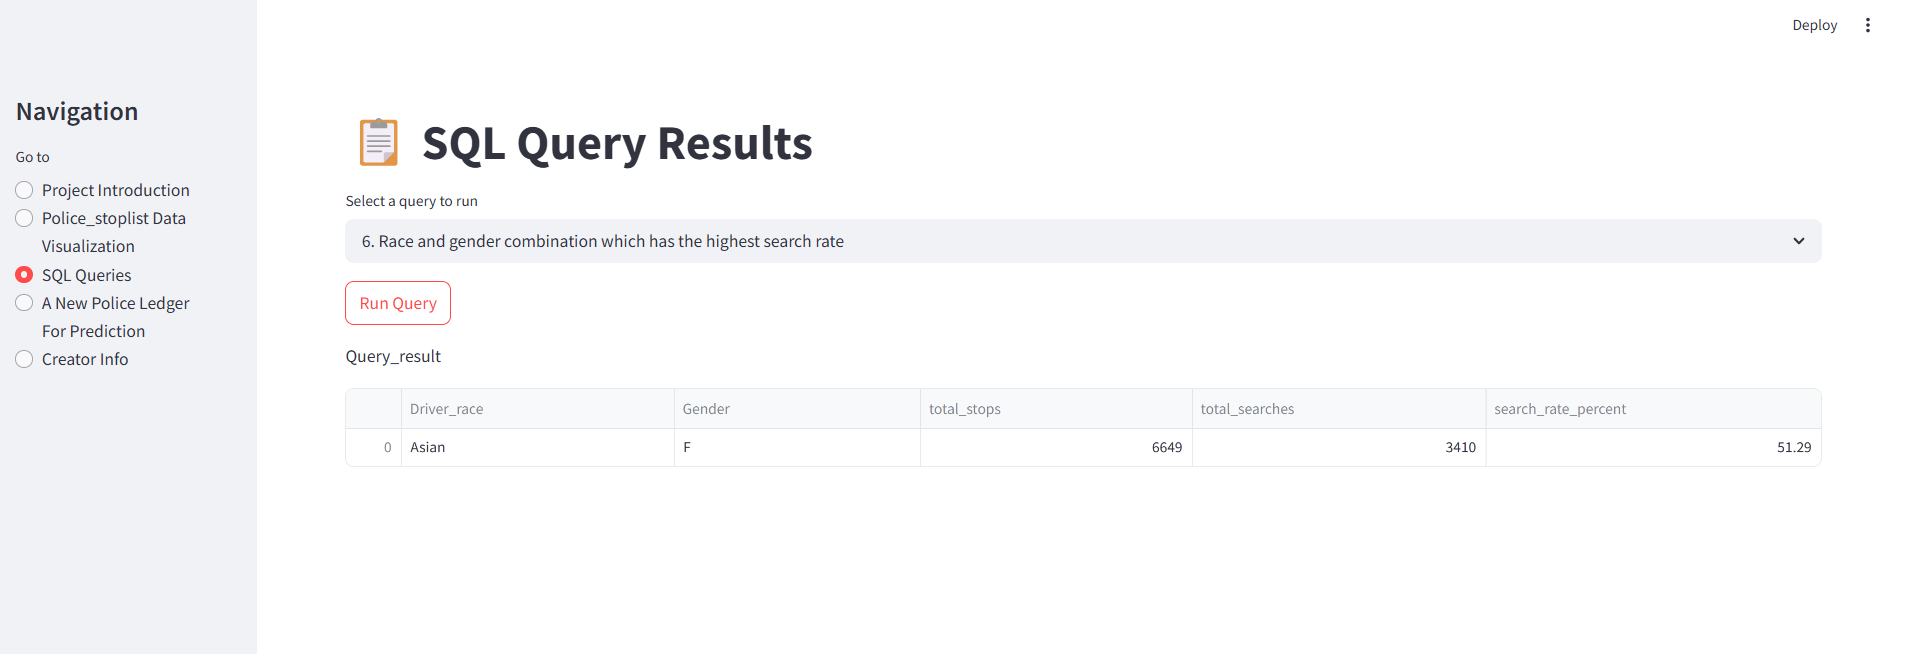 Deploy
Navigation
Go to
Project Introduction
Police_stoplist Data
Visualization
SQL Queries
A New Police Ledger
For Prediction
Creator Info
SQL Query Results
Select a query to run
6. Race and gender combination which has the highest search rate
Run Query
Query_result
Driver_race Gender total_stops total_searches search_rate_percent
0 Asian F 6649 3410 51.29